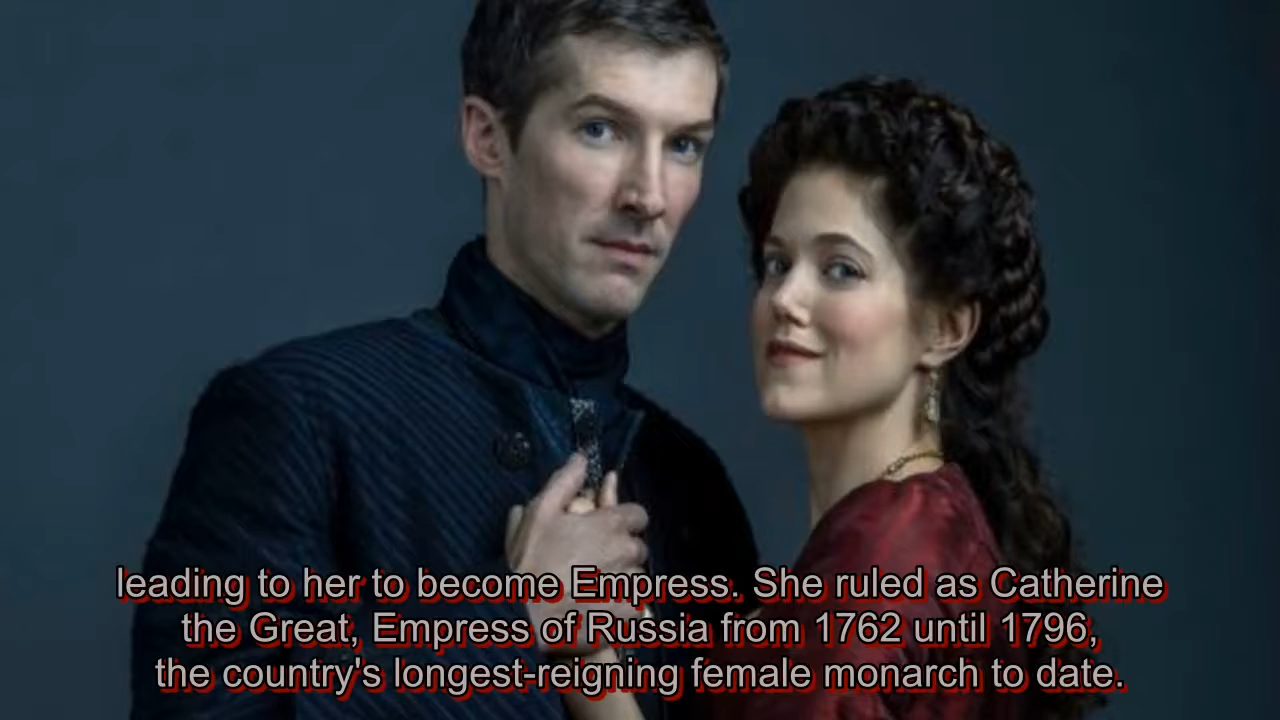 leading to her to become Empress. She ruled as Catherine
the Great, Empress of Russia from 1762 until 1796,
the country's longest-reigning female monarch to date.